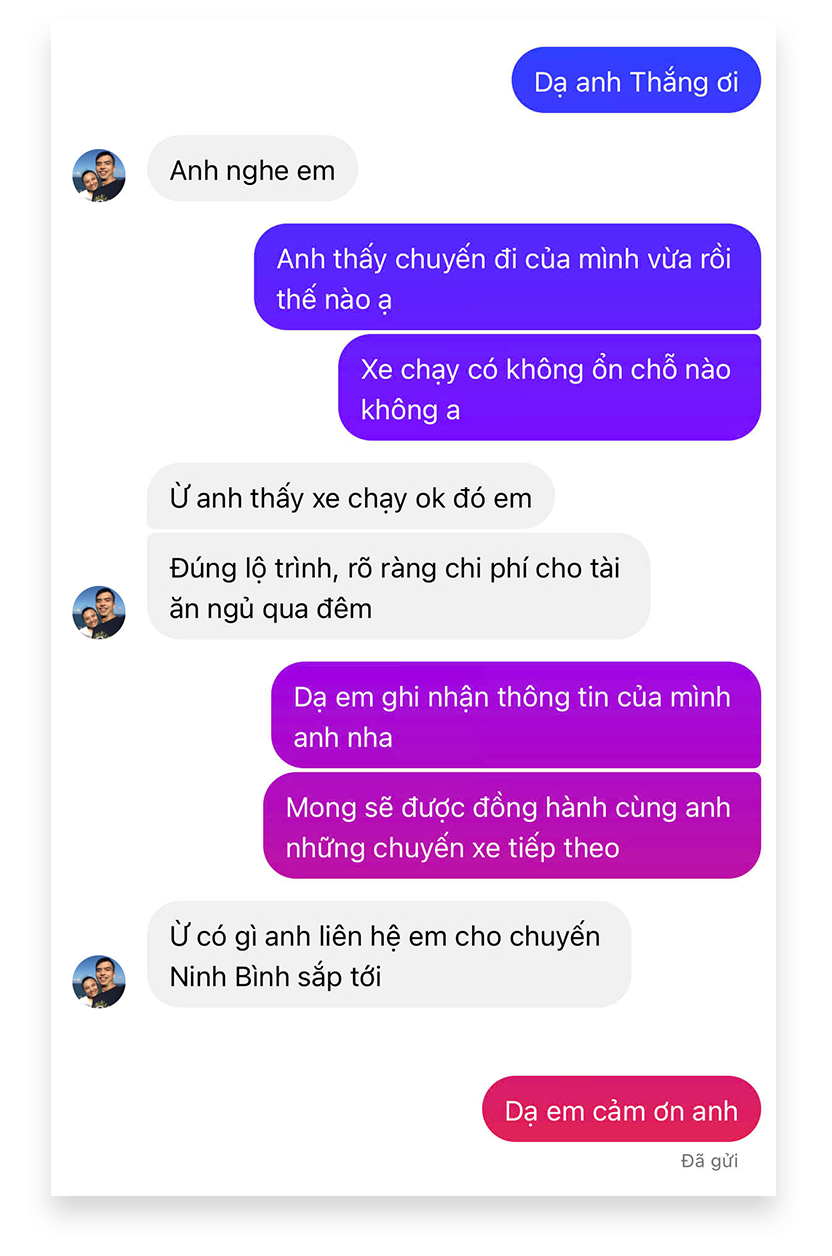 Dạ anh Thắng ơi
Anh nghe em
Anh thấy chuyến đi của mình vừa rồi
thế nào ạ
Xe chạy có không ổn chỗ nào
không a
Ừ anh thấy xe chạy ok đó em
Đúng lộ trình, rõ ràng chi phí cho tài
ăn ngủ qua đêm
Dạ em ghi nhận thông tin của mình
anh nha
Mong sẽ được đồng hành cùng anh
những chuyến xe tiếp theo
Ừ có gì anh liên hệ em cho chuyến
Ninh Bình sắp tới
Dạ em cảm ơn anh
Đã gửi